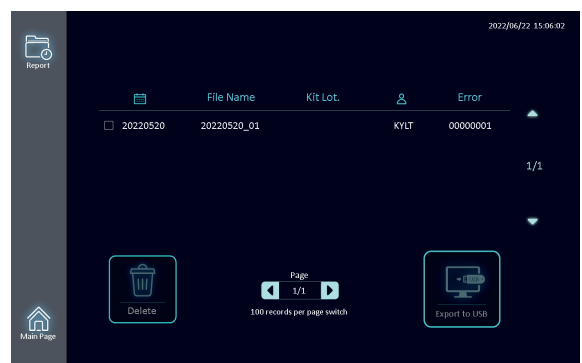 2022/06/22 15:06:02
Report
File Name Kit Lot. Error
20220520 20220520_01 KYLT 00000001
1/1
Page
1/1
100 records per page switch
Delete
Export to USB
Main Page